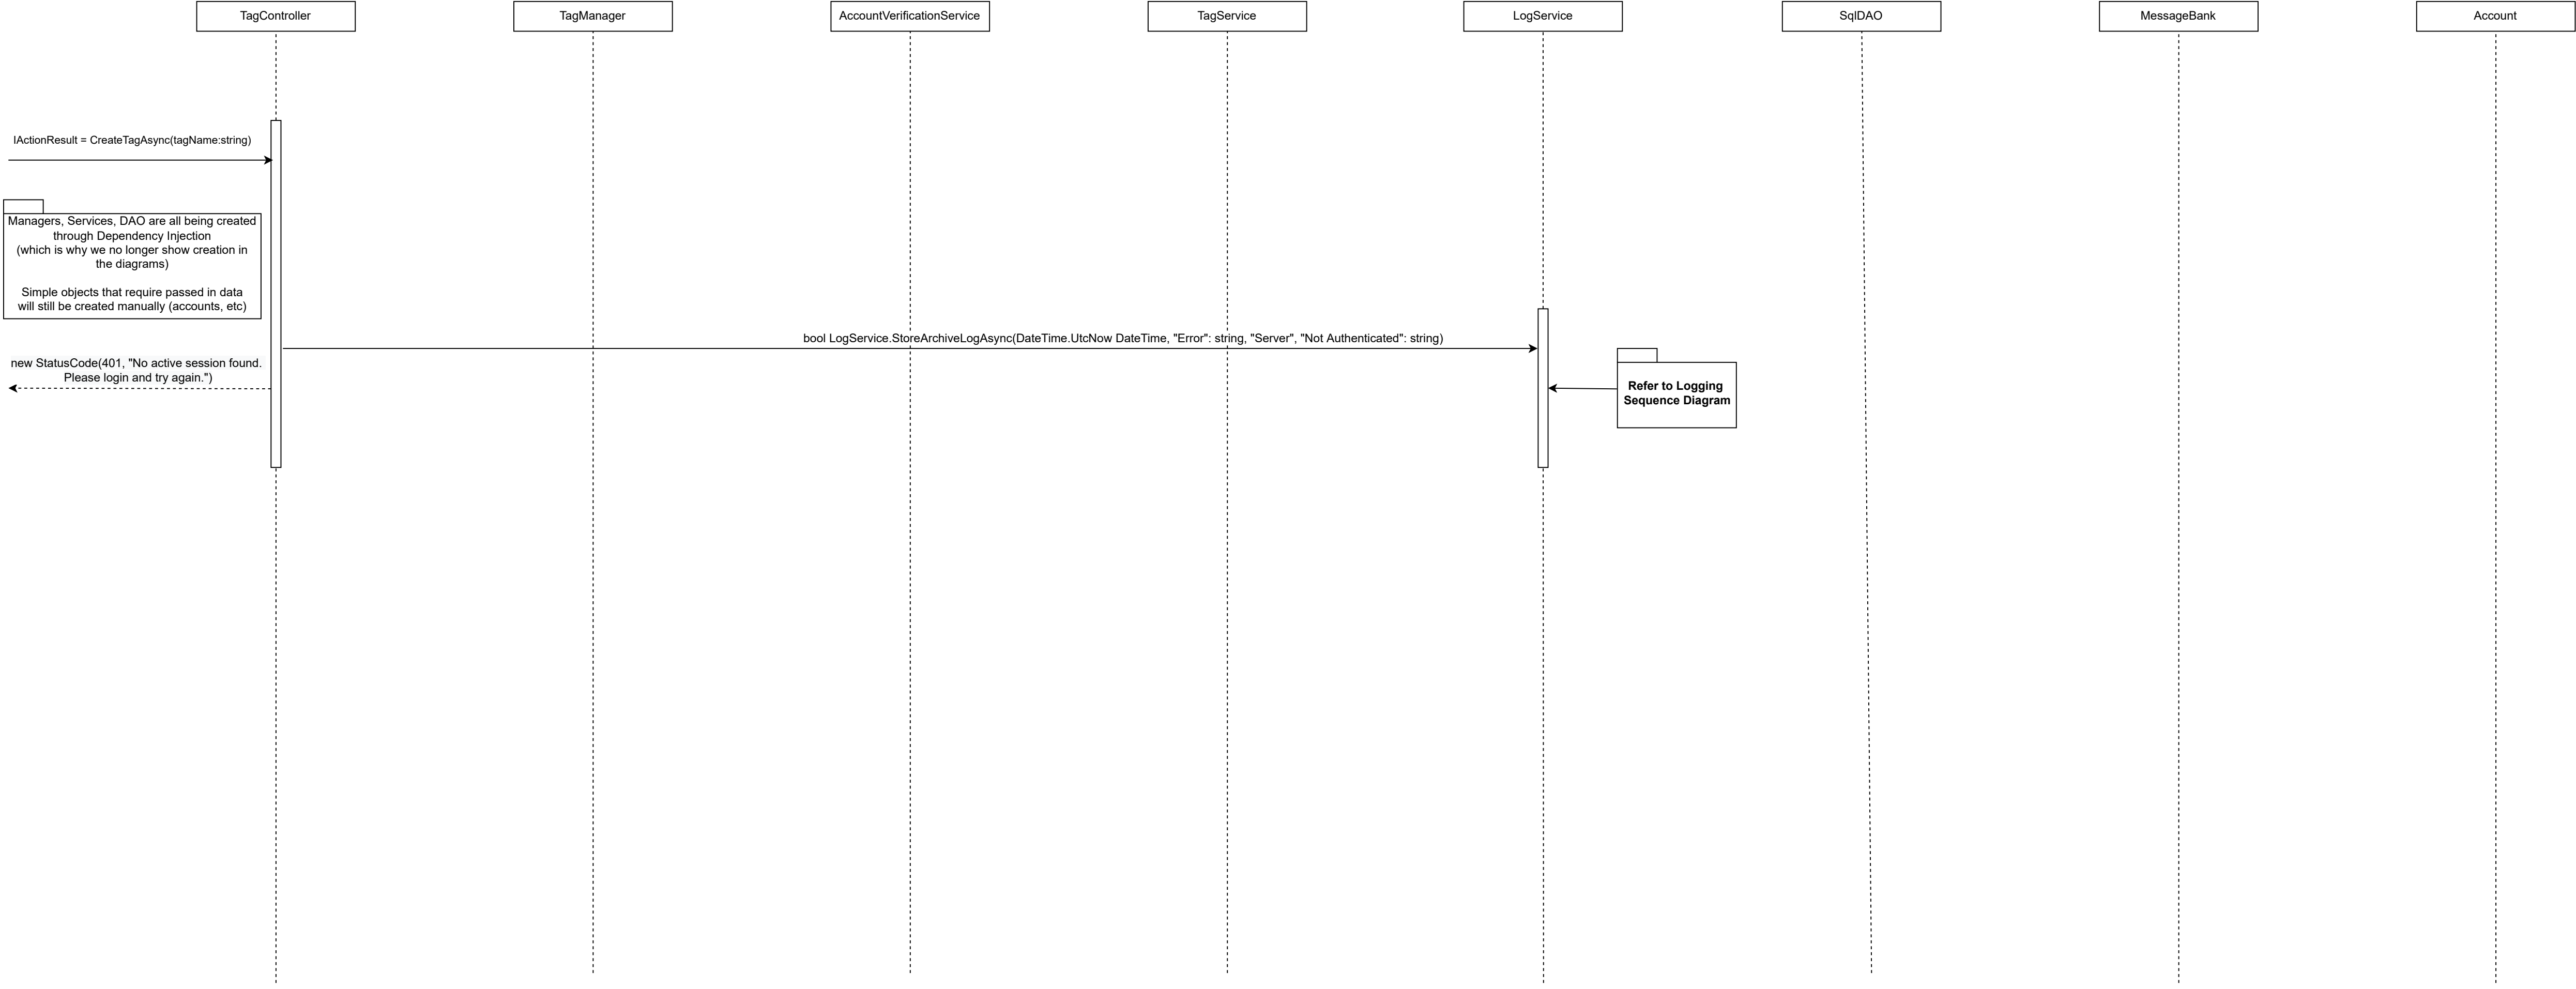 TagController
TagManager
AccountVerificationService
TagService
LogService
SqlDAO
MessageBank
Account
IActionResult = CreateTagAsync(tagName:string)
Managers, Services, DAO are all being created
through Dependency Injection
(which is why we no longer show creation in
the diagrams)
Simple objects that require passed in data
will still be created manually (accounts, etc)
bool LogService.StoreArchiveLogAsync(DateTime.UtcNow DateTime, "Error": string, "Server", "Not Authenticated": string)
new StatusCode(401, "No active session found.
Please login and try again.")
Refer to Logging
Sequence Diagram